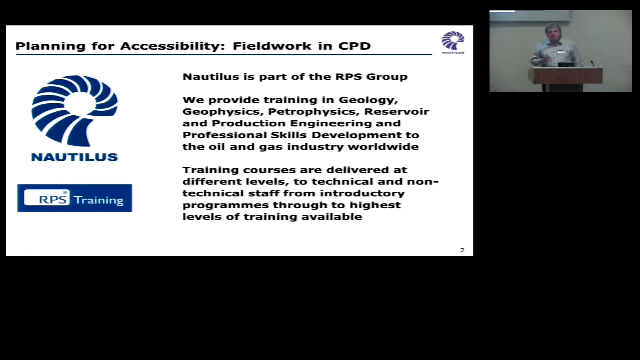 Planning for Accessibility: Fieldwork in CPD
Nautilus is part of the RPS Group
We provide training in Geology,
Geophysics, Petrophysics, Reservoir
and Production Engineering and
Professional Skills Development to
the oil and gas industry worldwide
Training courses are delivered at
different levels, to technical and non-
technical staff from introductory
programmes through to highest
levels of training available
NAUTILUS
RPS Training
2